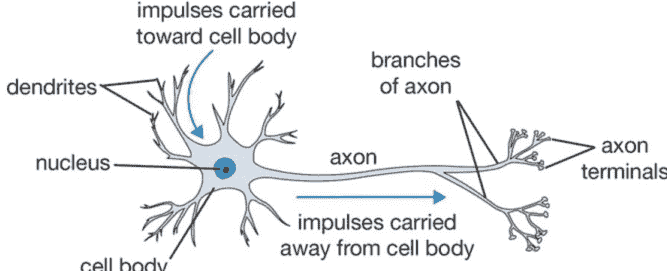 impulses carried
toward cell body
branches
of axon
dendrites
axon
axon
terminals
nucleus
impulses carried
away from cell body
cell body